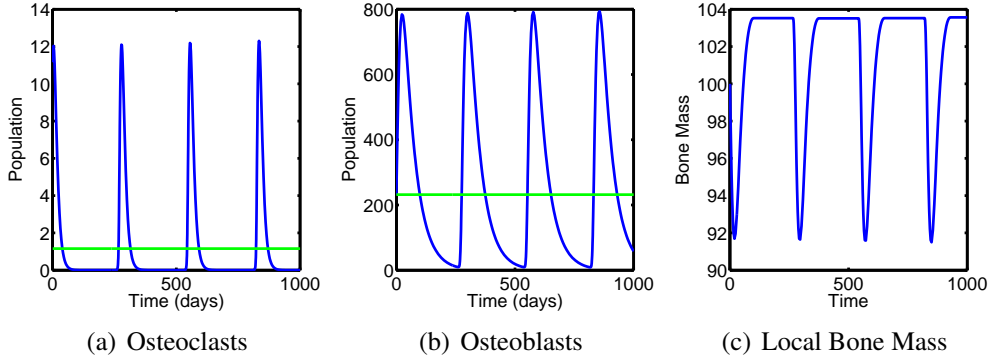 14
12
10
8
6
4
2
0
Population
0 500 1000
Time (days)
(a) Osteoclasts
800
600
400
200
0
Population
0 500 1000
Time (days)
(b) Osteoblasts
104
102
100
98
96
94
92
90
Bone Mass
0 500 1000
Time
(c) Local Bone Mass